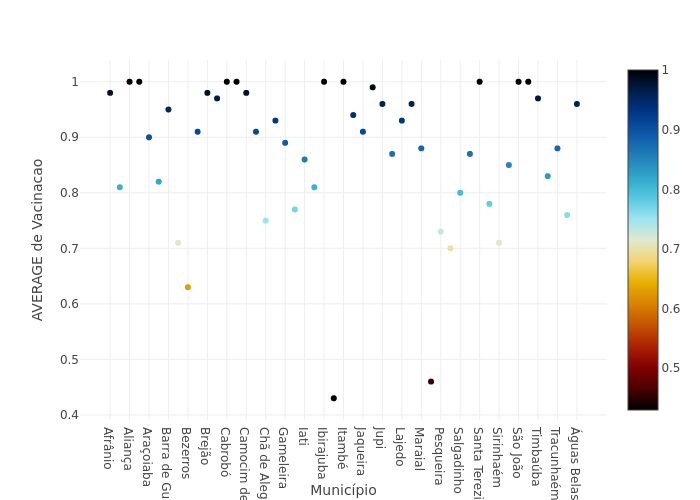 1
0.9
0.8
0.7
0.6
0.5
0.4
AVERAGE de Vacinacao
Afrânio
Aliança
Araçoiaba
Barra de Gu
Bezerros
Brejão
Cabrobó
Camocim de
Chã de Aleg
Gameleira
Iati
Ibirajuba
Itambé
Jaqueira
Jupi
Lajedo
Maraial
Pesqueira
Salgadinho
Santa Terezi
Sirinhaém
São João
Timbaúba
Tracunhaém
Águas Belas
Município
1
0.9
0.8
0.7
0.6
0.5